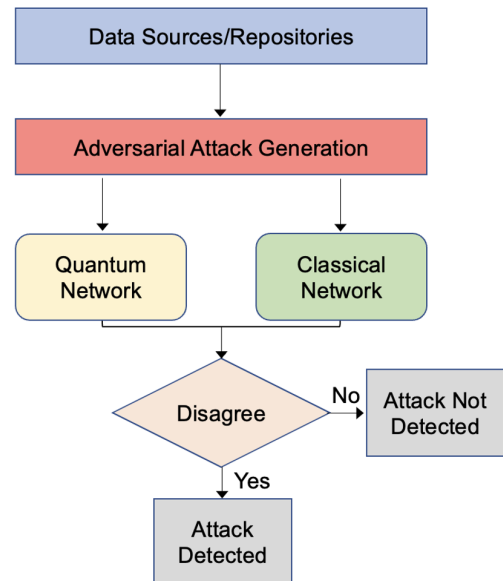 Data Sources/Repositories
Adversarial Attack Generation
Quantum
Network
Classical
Network
Disagree
No
Attack Not
Detected
Yes
Attack
Detected